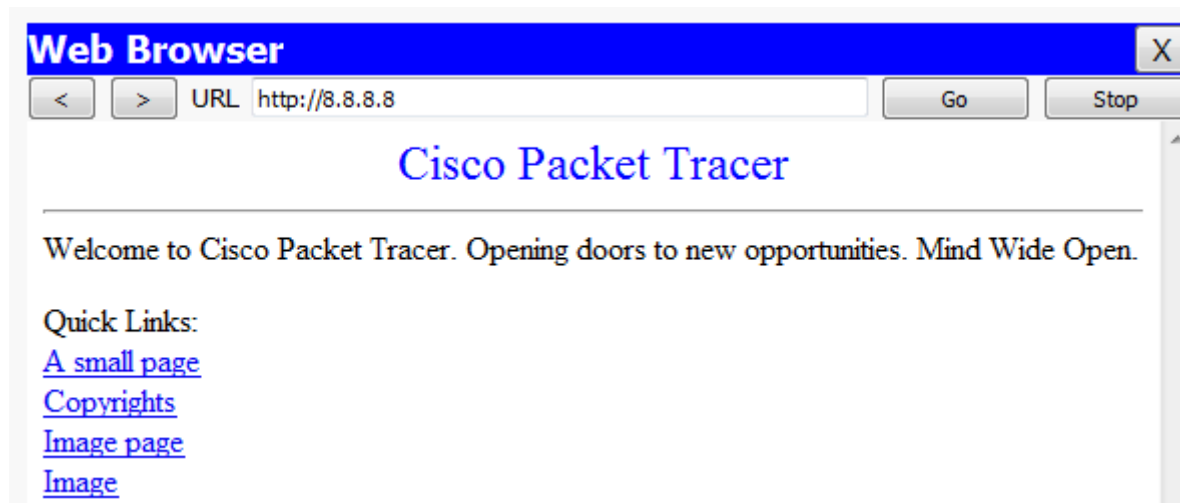 Web Browser X
< > URL http://8.8.8.8 Go Stop
Cisco Packet Tracer
Welcome to Cisco Packet Tracer. Opening doors to new opportunities. Mind Wide Open.
Quick Links:
A small page
Copyrights
Image page
Image